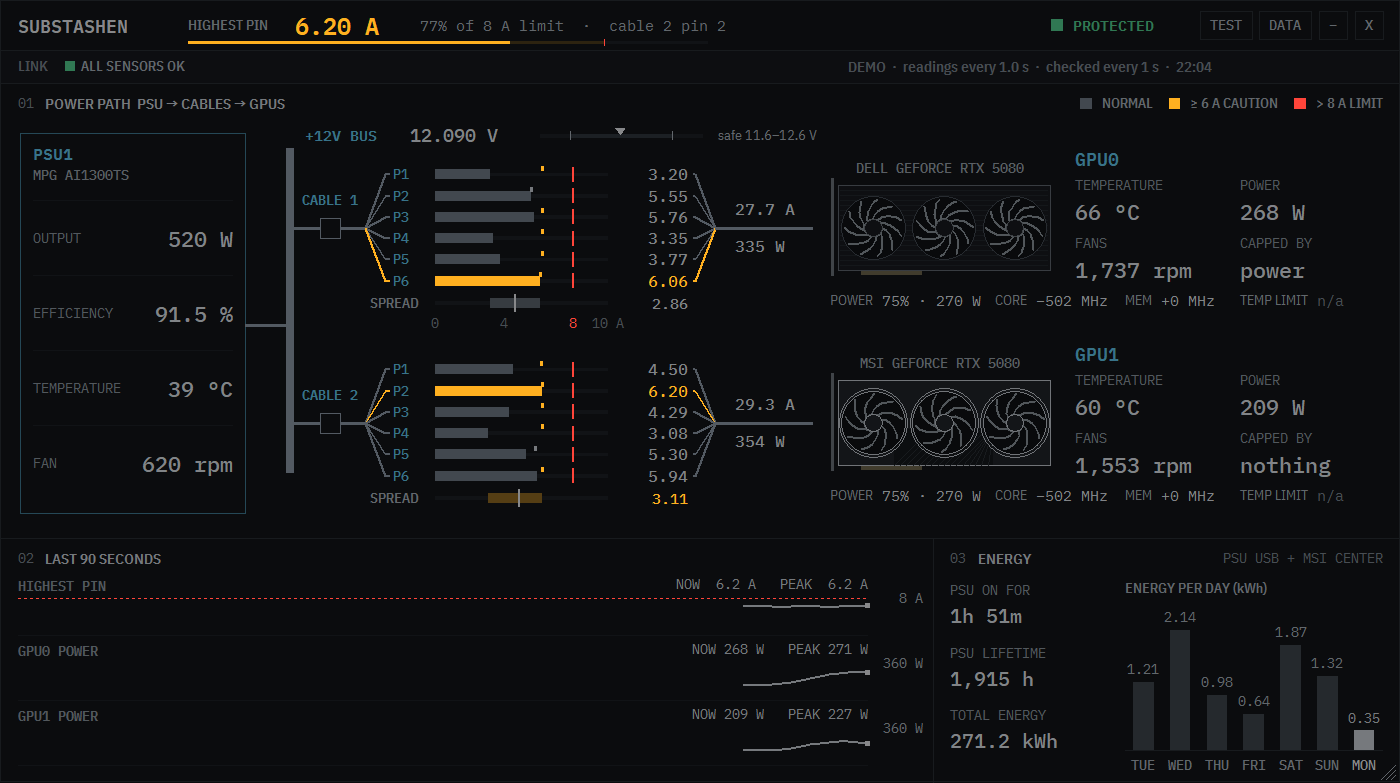 SUBSTASHEN HIGHEST PIN 6.20 A 77% of 8 A limit · cable 2 pin 2 PROTECTED TEST DATA – X
LINK ALL SENSORS OK DEMO · readings every 1.0 s · checked every 1 s · 22:04
01 POWER PATH PSU → CABLES → GPUS NORMAL ≥ 6 A CAUTION > 8 A LIMIT
PSU1
MPG AI1300TS
OUTPUT 520 W
EFFICIENCY 91.5 %
TEMPERATURE 39 °C
FAN 620 rpm
+12V BUS 12.090 V safe 11.6–12.6 V
CABLE 1
P1 3.20
P2 5.55
P3 5.76
P4 3.35
P5 3.77
P6 6.06
SPREAD 2.86
0 4 8 10 A
27.7 A
335 W
CABLE 2
P1 4.50
P2 6.20
P3 4.29
P4 3.08
P5 5.30
P6 5.94
SPREAD 3.11
29.3 A
354 W
DELL GEFORCE RTX 5080
GPU0
TEMPERATURE POWER
66 °C 268 W
FANS CAPPED BY
1,737 rpm power
POWER 75% · 270 W CORE −502 MHz MEM +0 MHz TEMP LIMIT n/a
MSI GEFORCE RTX 5080
GPU1
TEMPERATURE POWER
60 °C 209 W
FANS CAPPED BY
1,553 rpm nothing
POWER 75% · 270 W CORE −502 MHz MEM +0 MHz TEMP LIMIT n/a
02 LAST 90 SECONDS
HIGHEST PIN NOW 6.2 A PEAK 6.2 A 8 A
GPU0 POWER NOW 268 W PEAK 271 W 360 W
GPU1 POWER NOW 209 W PEAK 227 W 360 W
03 ENERGY PSU USB + MSI CENTER
PSU ON FOR
1h 51m
PSU LIFETIME
1,915 h
TOTAL ENERGY
271.2 kWh
ENERGY PER DAY (kWh)
1.21 2.14 0.98 0.64 1.87 1.32 0.35
TUE WED THU FRI SAT SUN MON